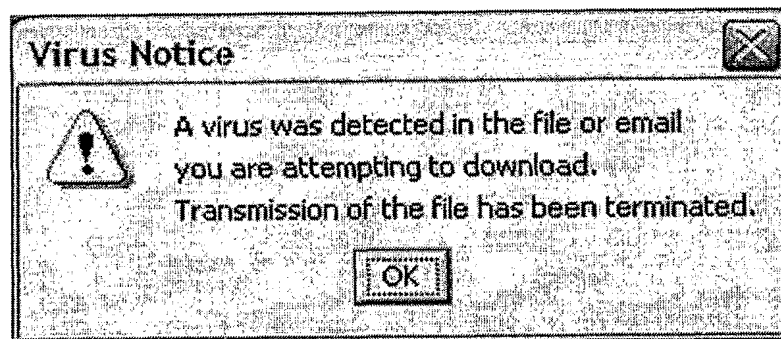 Virus Notice
A virus was detected in the file or email
you are attempting to download.
Transmission of the file has been terminated.
OK